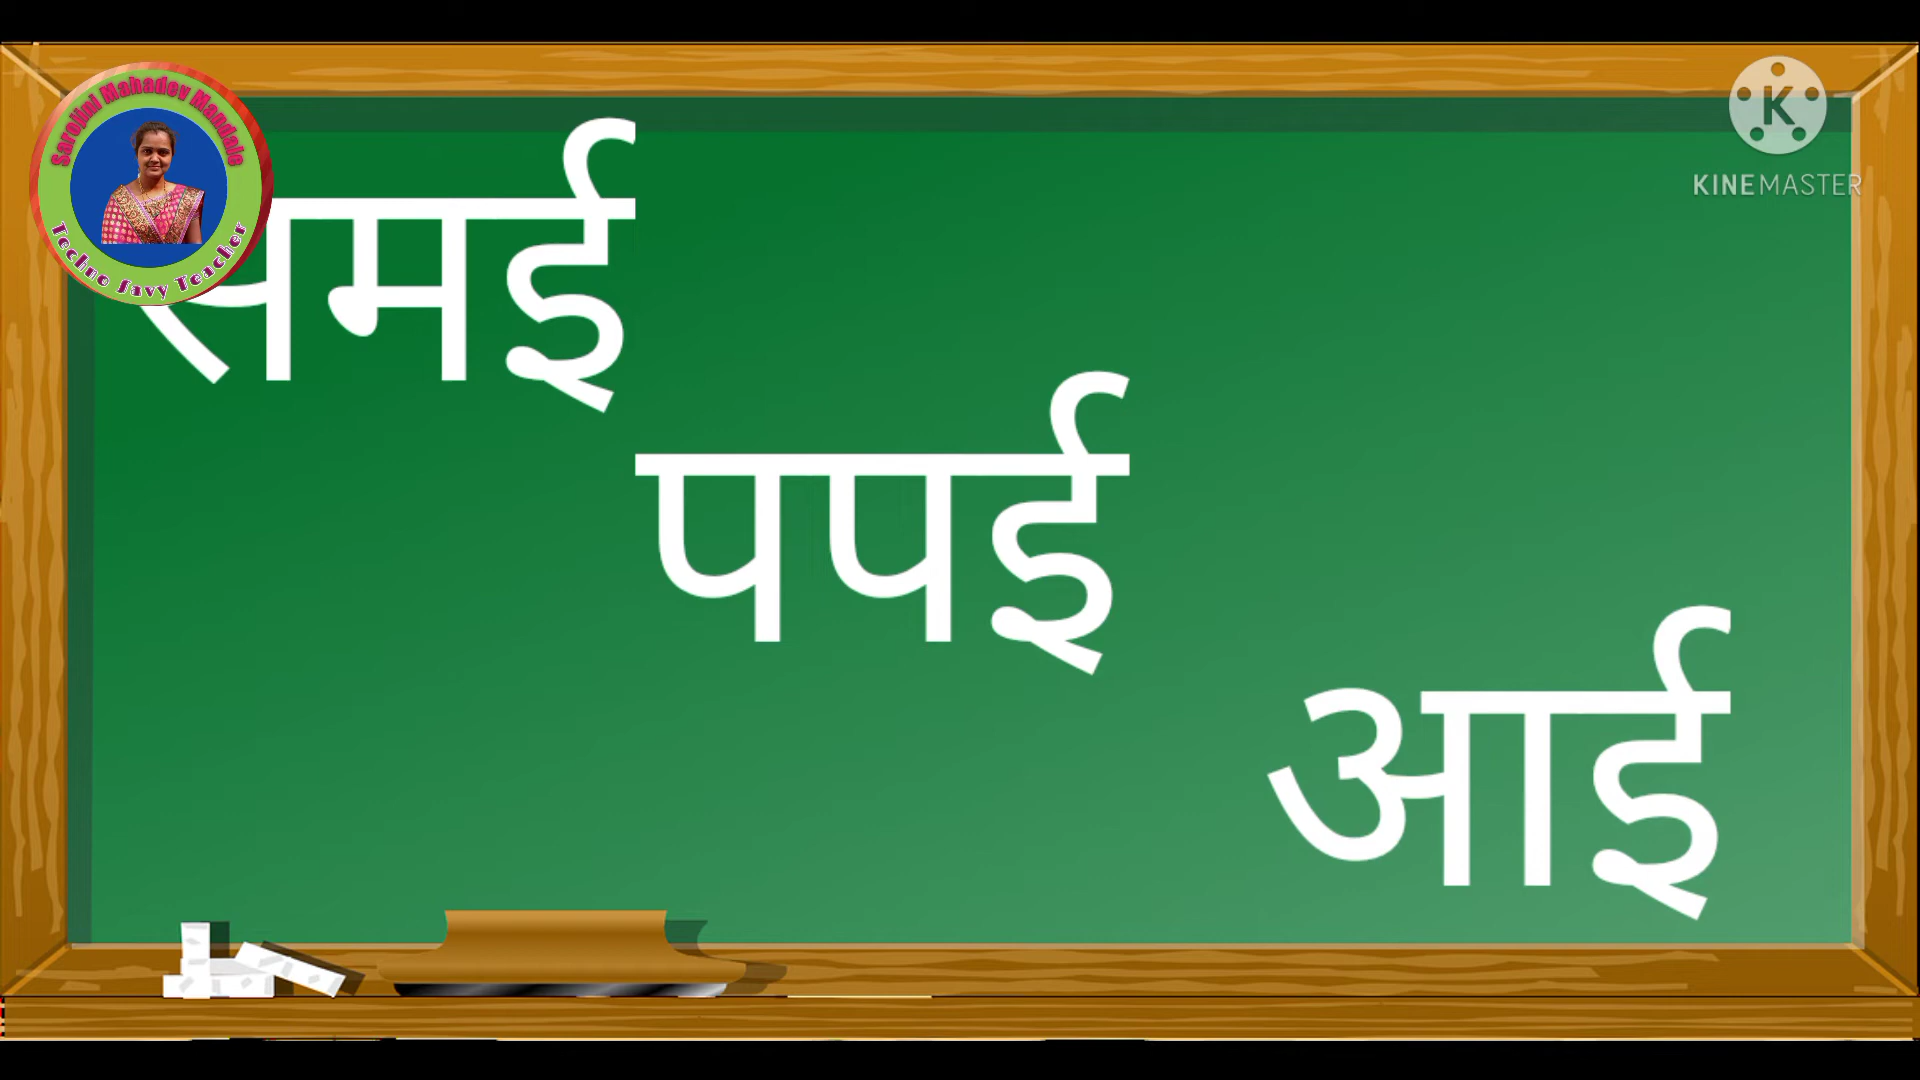 Sarojini Mahadev Mandale
Techno Savy Teacher
KINEMASTER
समई
पपई
आई